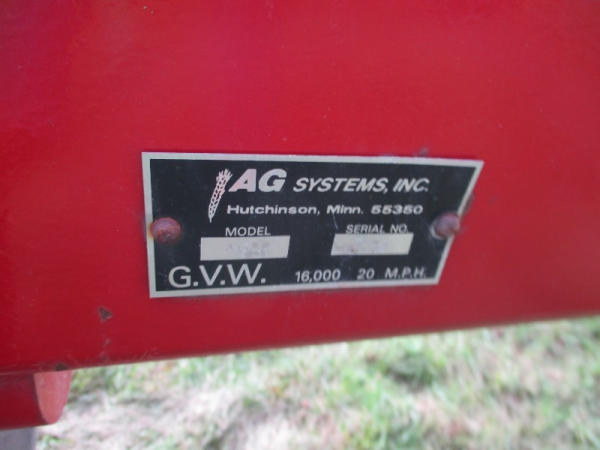 AG SYSTEMS, INC.
Hutchinson, Minn. 55350
MODEL SERIAL NO.
G.V.W. 16,000 20 M.P.H.